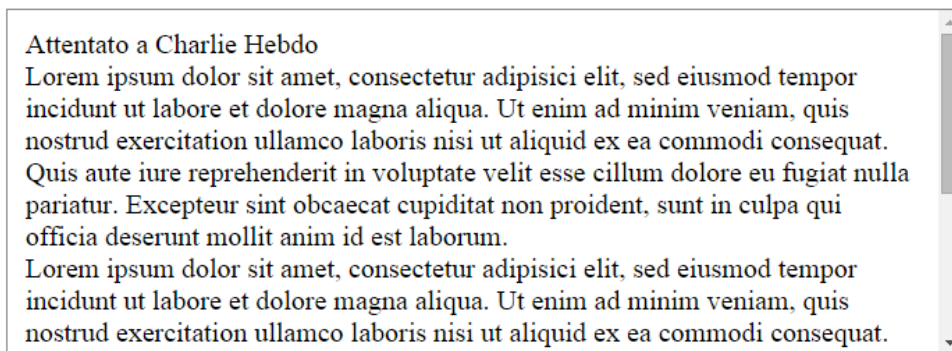 Attentato a Charlie Hebdo
Lorem ipsum dolor sit amet, consectetur adipisici elit, sed eiusmod tempor
incidunt ut labore et dolore magna aliqua. Ut enim ad minim veniam, quis
nostrud exercitation ullamco laboris nisi ut aliquid ex ea commodi consequat.
Quis aute iure reprehenderit in voluptate velit esse cillum dolore eu fugiat nulla
pariatur. Excepteur sint obcaecat cupiditat non proident, sunt in culpa qui
officia deserunt mollit anim id est laborum.
Lorem ipsum dolor sit amet, consectetur adipisici elit, sed eiusmod tempor
incidunt ut labore et dolore magna aliqua. Ut enim ad minim veniam, quis
nostrud exercitation ullamco laboris nisi ut aliquid ex ea commodi consequat.